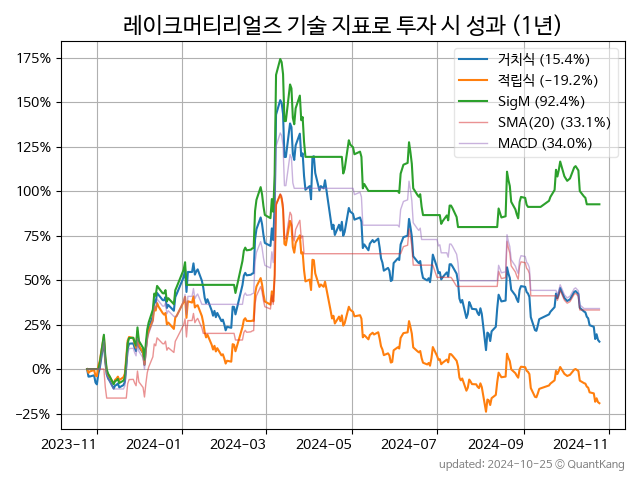 레이크머티리얼즈 기술 지표로 투자 시 성과 (1년)
거치식 (15.4%)
적립식 (-19.2%)
SigM (92.4%)
SMA(20) (33.1%)
MACD (34.0%)
175%
150%
125%
100%
75%
50%
25%
0%
−25%
2023-11 2024-01 2024-03 2024-05 2024-07 2024-09 2024-11
updated: 2024-10-25 © QuantKang